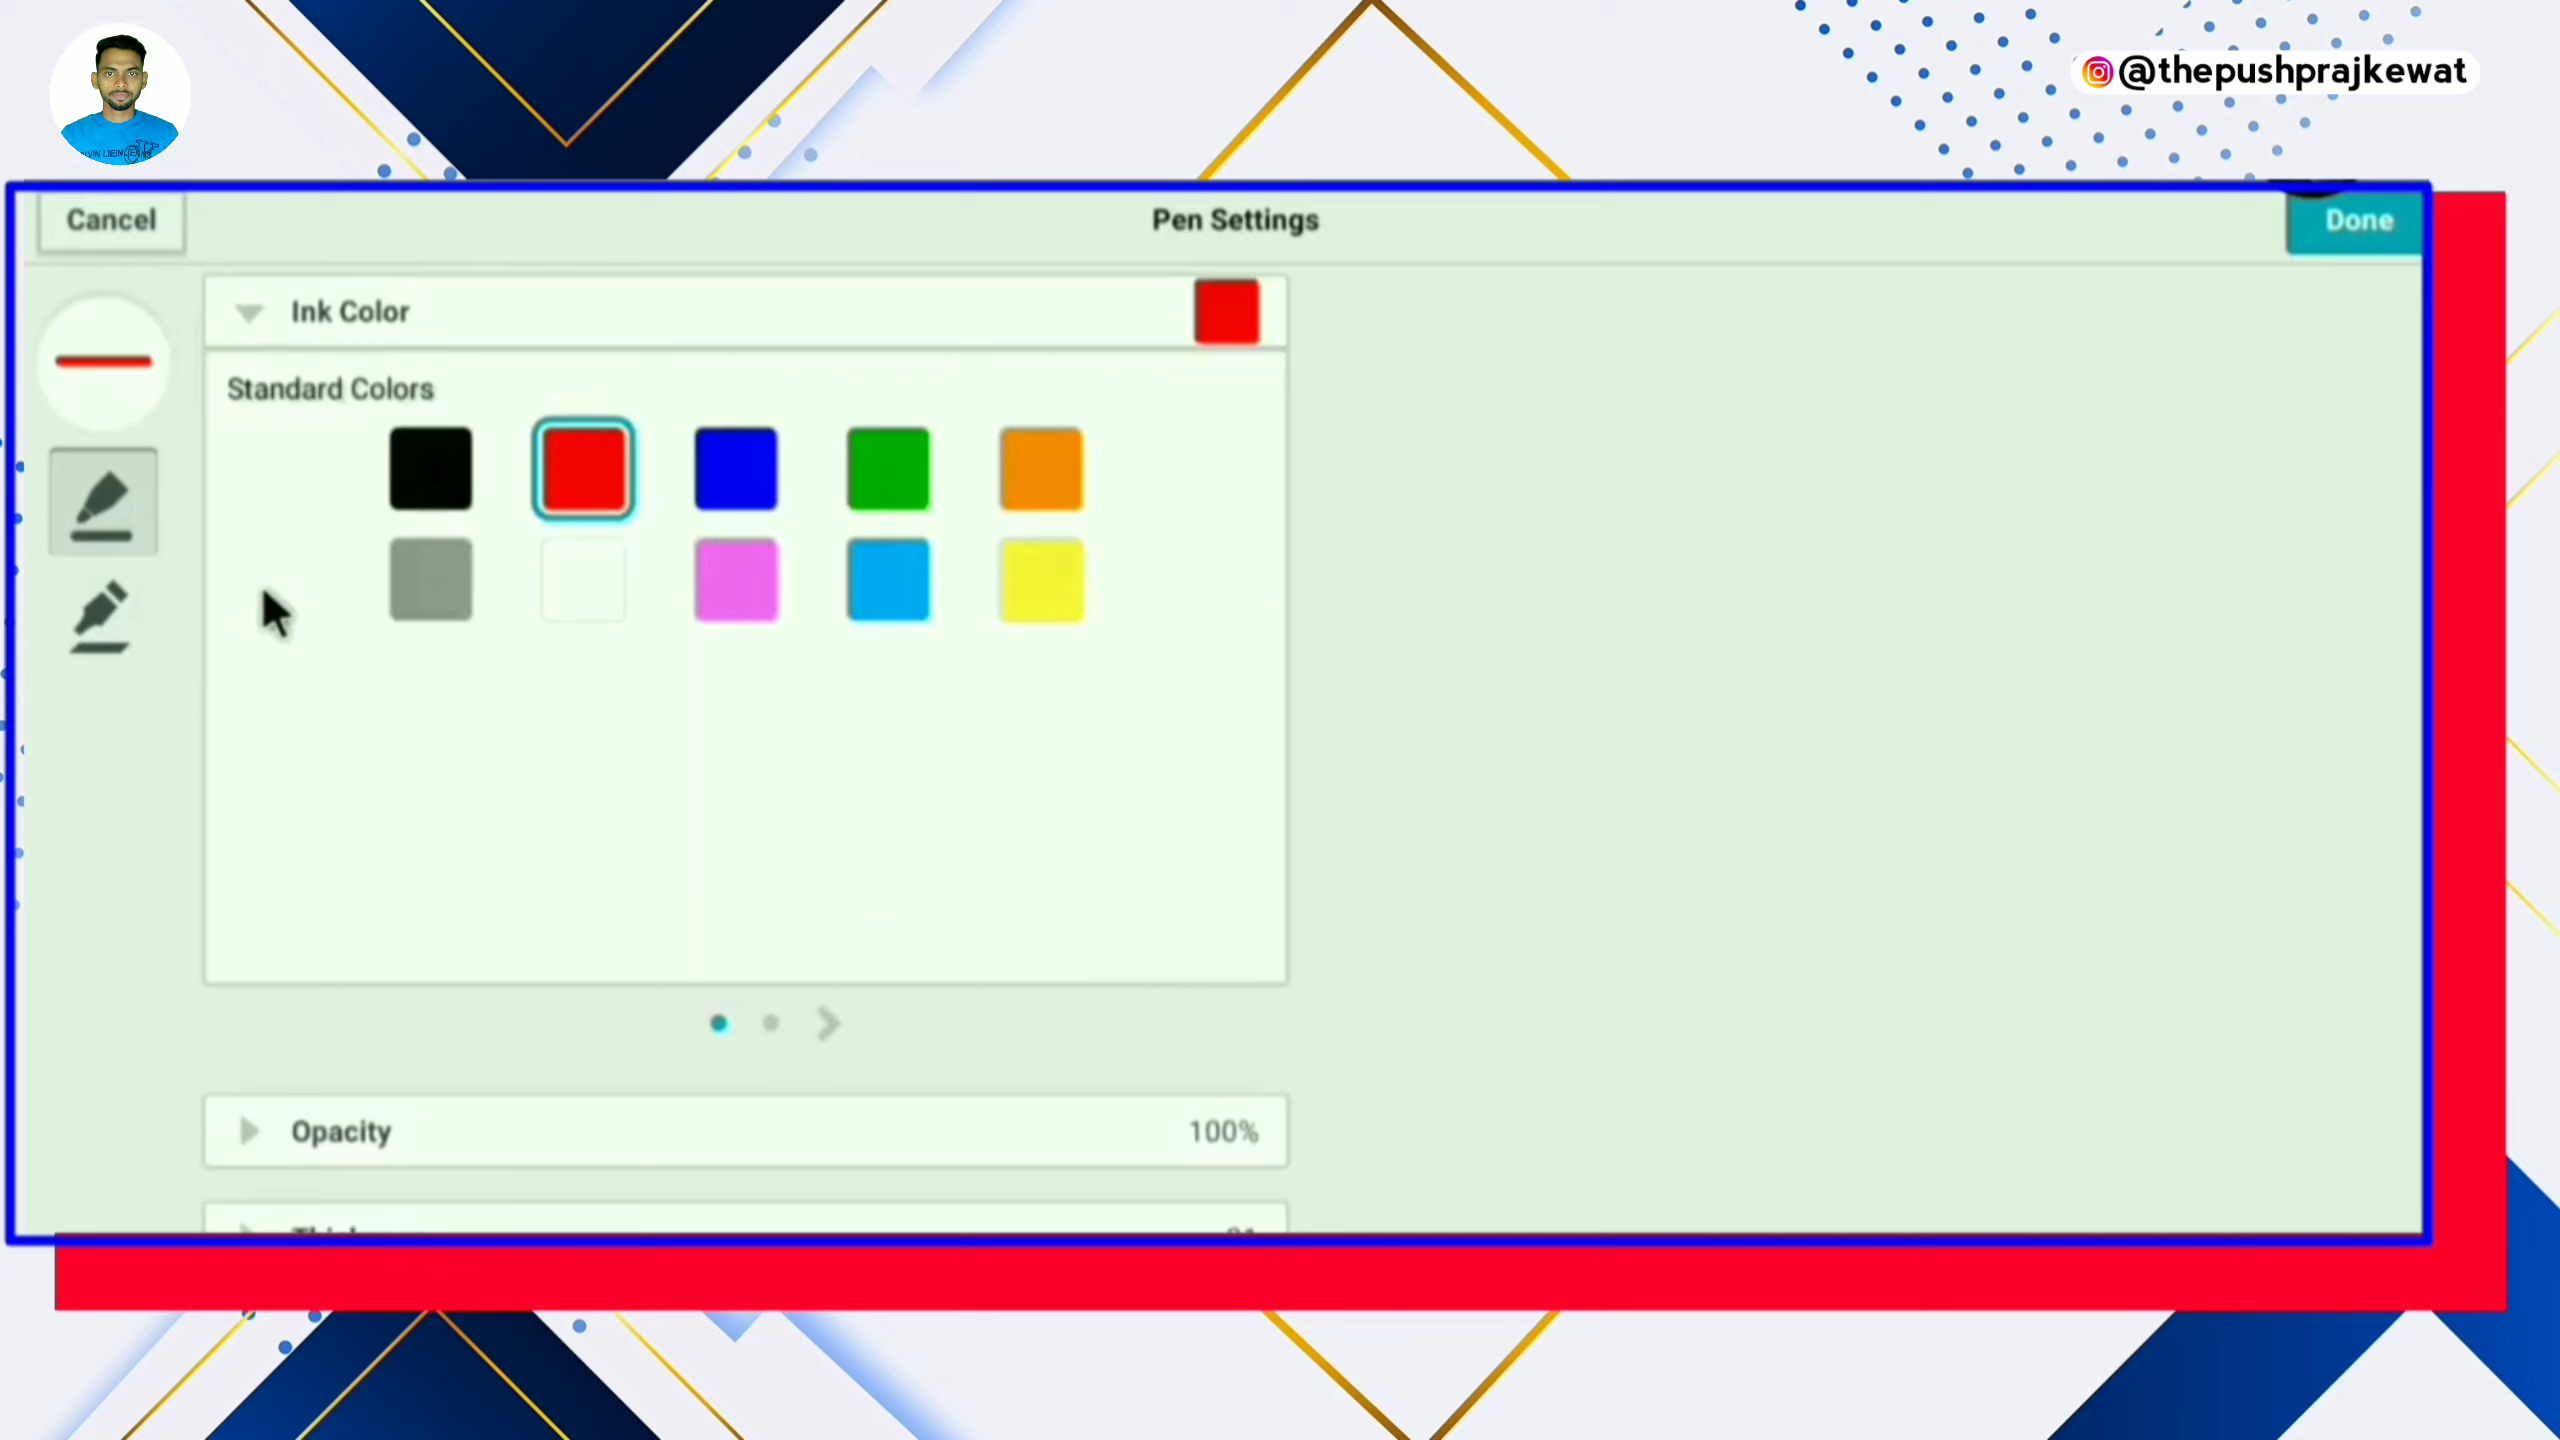 @thepushprajkewat
Cancel
Pen Settings
Done
Ink Color
Standard Colors
Opacity
100%